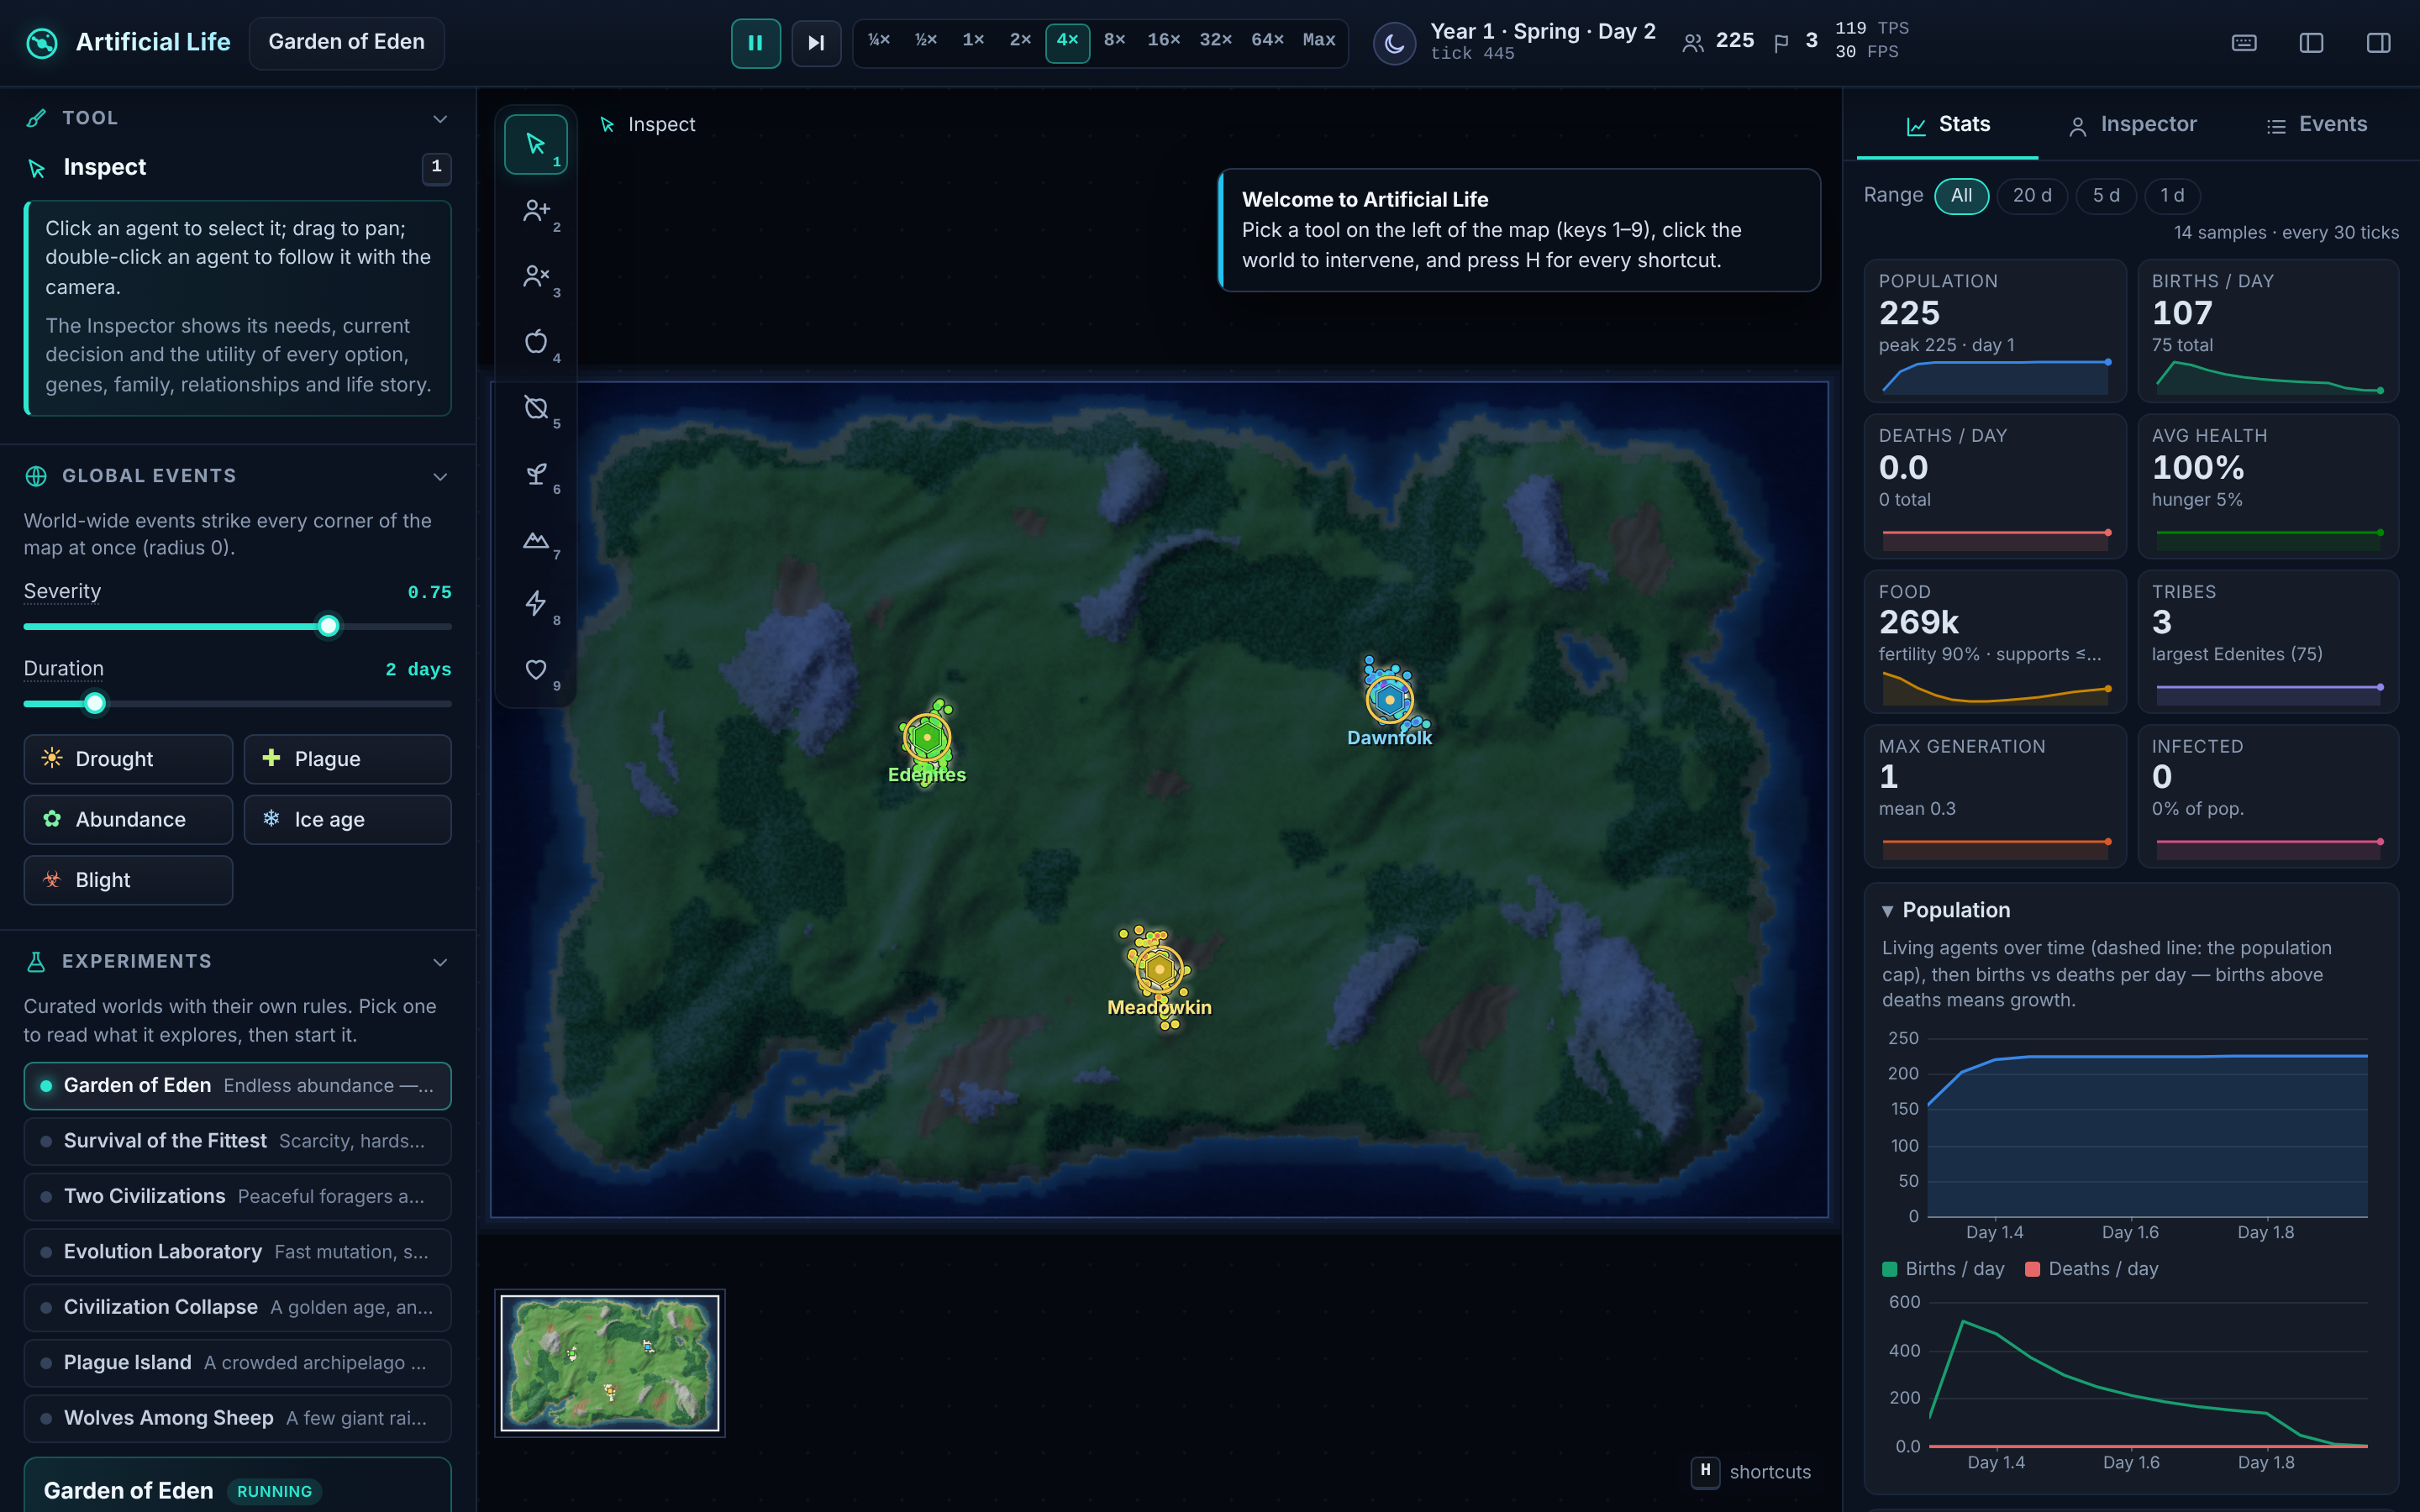 Artificial Life
Garden of Eden
¼× ½× 1× 2× 4× 8× 16× 32× 64× Max
Year 1 · Spring · Day 2
tick 445
225
3
119 TPS
30 FPS
TOOL
Inspect 1
Click an agent to select it; drag to pan;
double-click an agent to follow it with the
camera.
The Inspector shows its needs, current
decision and the utility of every option,
genes, family, relationships and life story.
GLOBAL EVENTS
World-wide events strike every corner of the
map at once (radius 0).
Severity 0.75
Duration 2 days
Drought
Plague
Abundance
Ice age
Blight
EXPERIMENTS
Curated worlds with their own rules. Pick one
to read what it explores, then start it.
Garden of Eden Endless abundance —...
Survival of the Fittest Scarcity, hards...
Two Civilizations Peaceful foragers a...
Evolution Laboratory Fast mutation, s...
Civilization Collapse A golden age, an...
Plague Island A crowded archipelago ...
Wolves Among Sheep A few giant rai...
Garden of Eden RUNNING
1
2
3
4
5
6
7
8
9
Inspect
Welcome to Artificial Life
Pick a tool on the left of the map (keys 1–9), click the
world to intervene, and press H for every shortcut.
Edenites
Dawnfolk
Meadowkin
H shortcuts
Stats
Inspector
Events
Range All 20 d 5 d 1 d
14 samples · every 30 ticks
POPULATION
225
peak 225 · day 1
BIRTHS / DAY
107
75 total
DEATHS / DAY
0.0
0 total
AVG HEALTH
100%
hunger 5%
FOOD
269k
fertility 90% · supports ≤...
TRIBES
3
largest Edenites (75)
MAX GENERATION
1
mean 0.3
INFECTED
0
0% of pop.
▼ Population
Living agents over time (dashed line: the population
cap), then births vs deaths per day — births above
deaths means growth.
250
200
150
100
50
0
Day 1.4 Day 1.6 Day 1.8
Births / day Deaths / day
600
400
200
0.0
Day 1.4 Day 1.6 Day 1.8